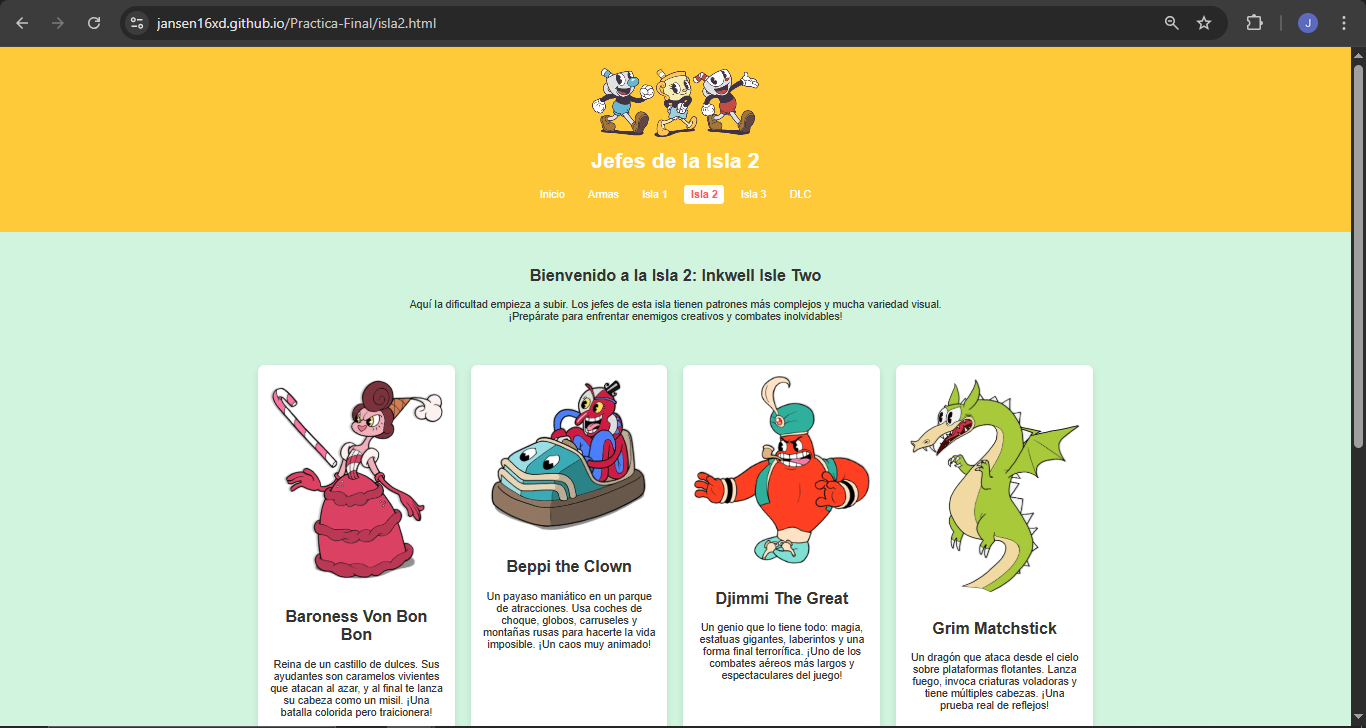 jansen16xd.github.io/Practica-Final/isla2.html
J
Jefes de la Isla 2
Inicio Armas Isla 1 Isla 2 Isla 3 DLC
Bienvenido a la Isla 2: Inkwell Isle Two
Aquí la dificultad empieza a subir. Los jefes de esta isla tienen patrones más complejos y mucha variedad visual.
¡Prepárate para enfrentar enemigos creativos y combates inolvidables!
Baroness Von Bon
Bon
Reina de un castillo de dulces. Sus
ayudantes son caramelos vivientes
que atacan al azar, y al final te lanza
su cabeza como un misil. ¡Una
batalla colorida pero traicionera!
Beppi the Clown
Un payaso maniático en un parque
de atracciones. Usa coches de
choque, globos, carruseles y
montañas rusas para hacerte la vida
imposible. ¡Un caos muy animado!
Djimmi The Great
Un genio que lo tiene todo: magia,
estatuas gigantes, laberintos y una
forma final terrorífica. ¡Uno de los
combates aéreos más largos y
espectaculares del juego!
Grim Matchstick
Un dragón que ataca desde el cielo
sobre plataformas flotantes. Lanza
fuego, invoca criaturas voladoras y
tiene múltiples cabezas. ¡Una
prueba real de reflejos!